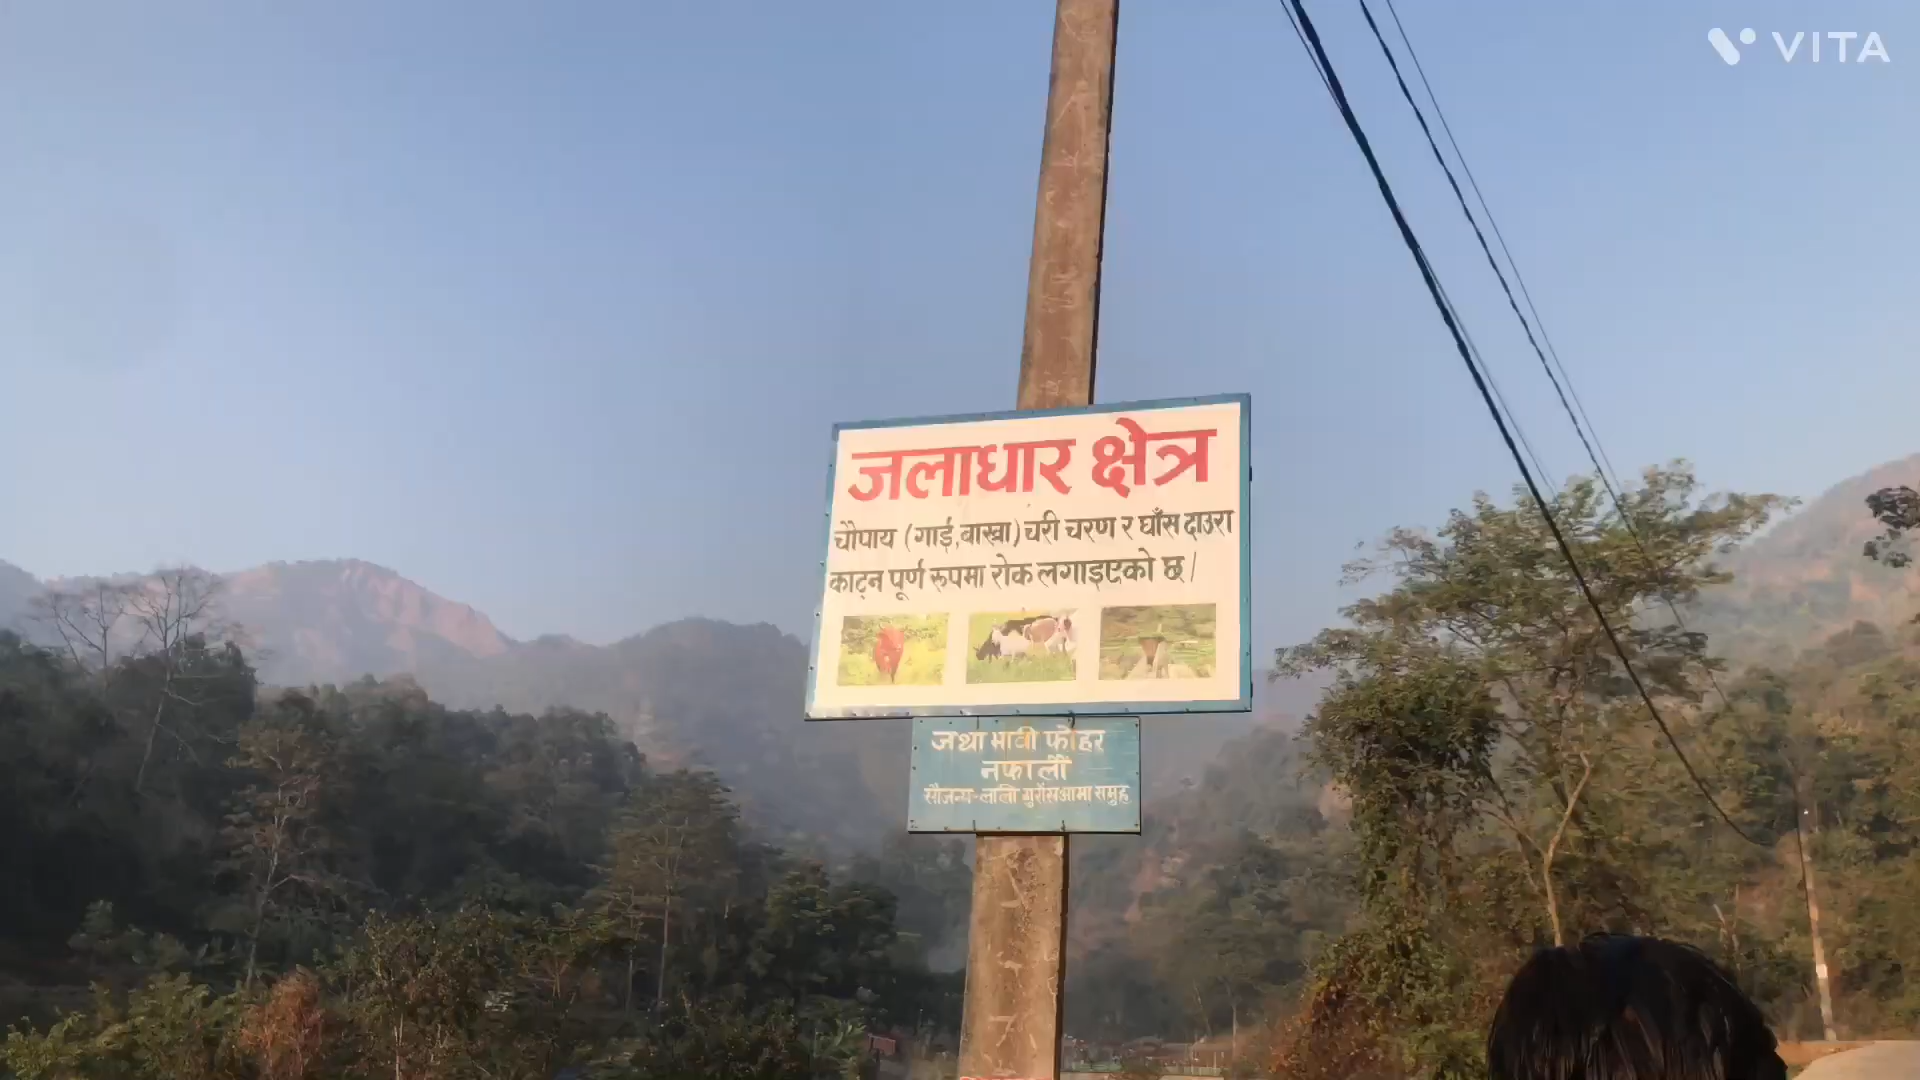 VITA
जलाधार क्षेत्र
चौपाय (गाई,बाख्रा) चरी चरण र घाँस दाउरा
काट्न पूर्ण रूपमा रोक लगाइएको छ।
जथा भावी फोहर
नफालौं
सौजन्य-लाली गुराँस आमा समुह